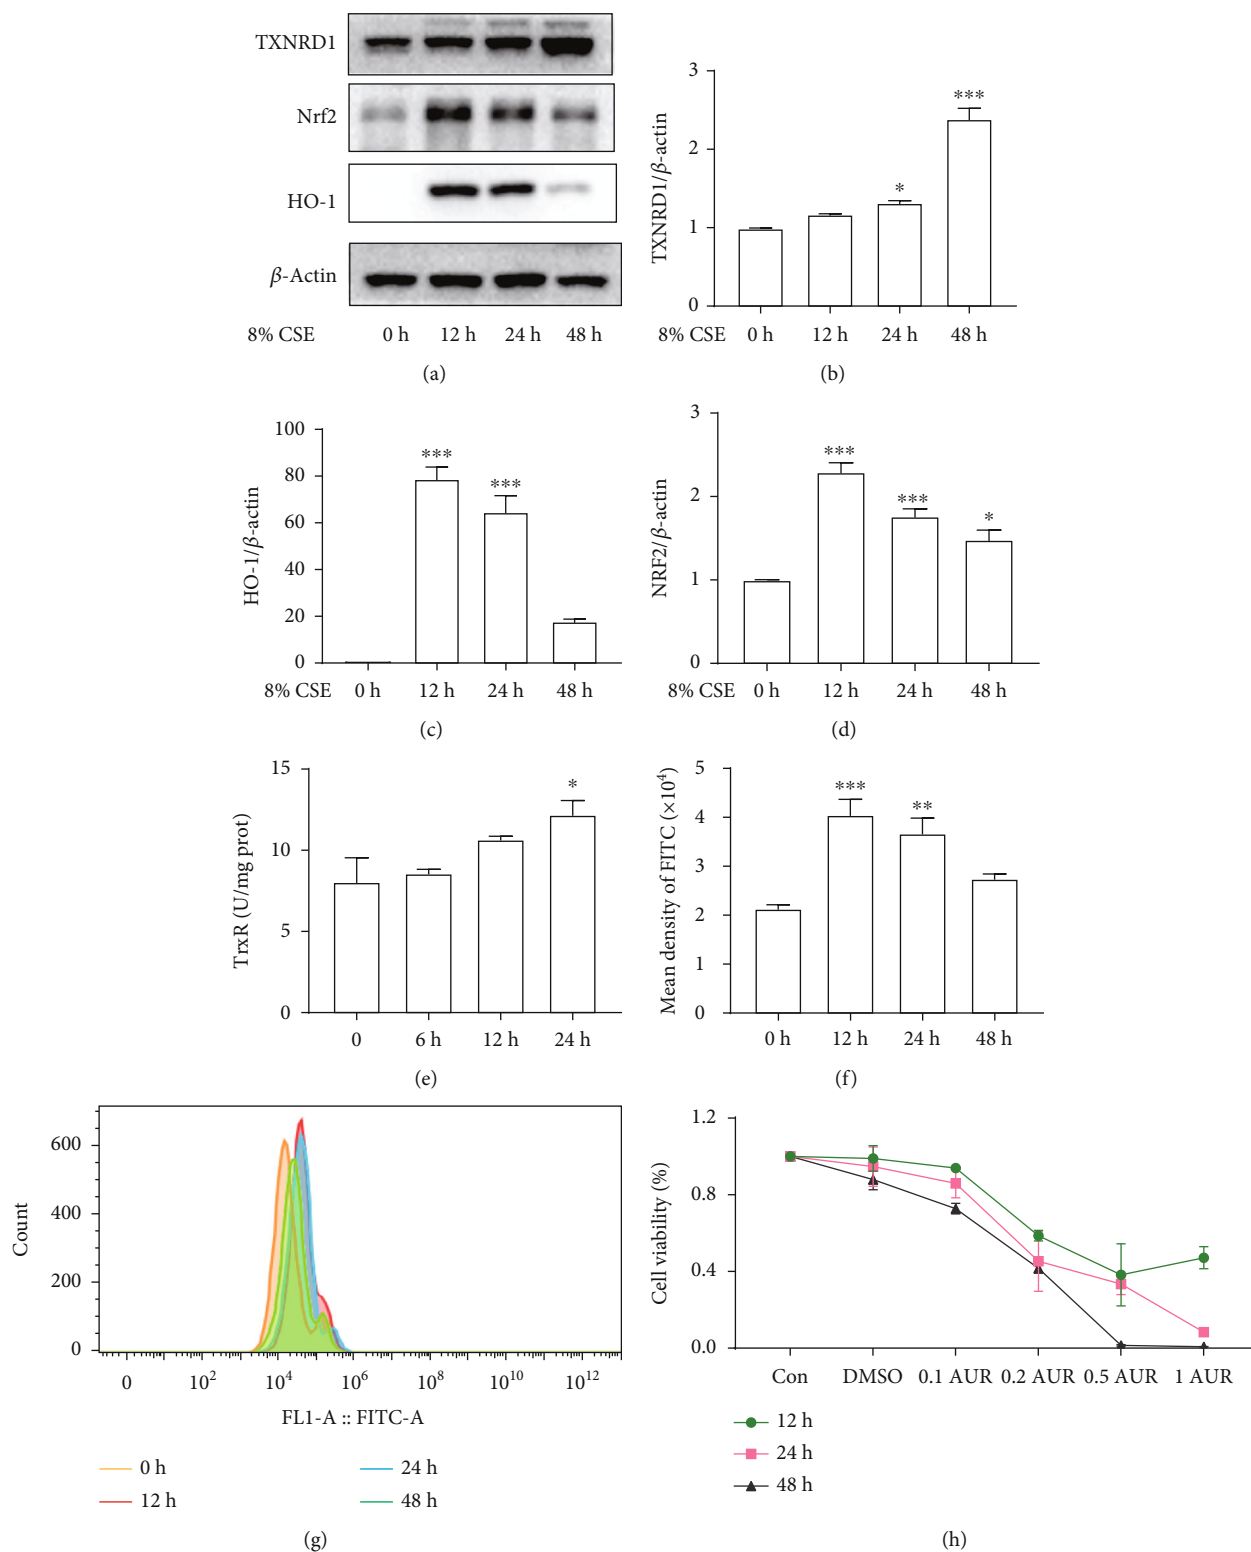 TXNRD1
Nrf2
HO-1
β-Actin
8% CSE 0 h 12 h 24 h 48 h
(a)
3
2
1
0
TXNRD1/β-actin
*
***
0 h 12 h 24 h 48 h
(b)
100
80
60
40
20
0
HO-1/β-actin
***
***
8% CSE 0 h 12 h 24 h 48 h
(c)
3
2
1
0
NRF2/β-actin
***
***
*
8% CSE 0 h 12 h 24 h 48 h
(d)
15
10
5
0
TrxR (U/mg prot)
*
0 6 h 12 h 24 h
(e)
5
4
3
2
1
0
Mean density of FITC (×10⁴)
***
**
0 h 12 h 24 h 48 h
(f)
600
400
200
0
Count
0 10² 10⁴ 10⁶ 10⁸ 10¹⁰ 10¹²
FL1-A :: FITC-A
0 h 24 h
12 h 48 h
(g)
1.2
0.8
0.4
0.0
Cell viability (%)
Con DMSO 0.1 AUR 0.2 AUR 0.5 AUR 1 AUR
12 h
24 h
48 h
(h)